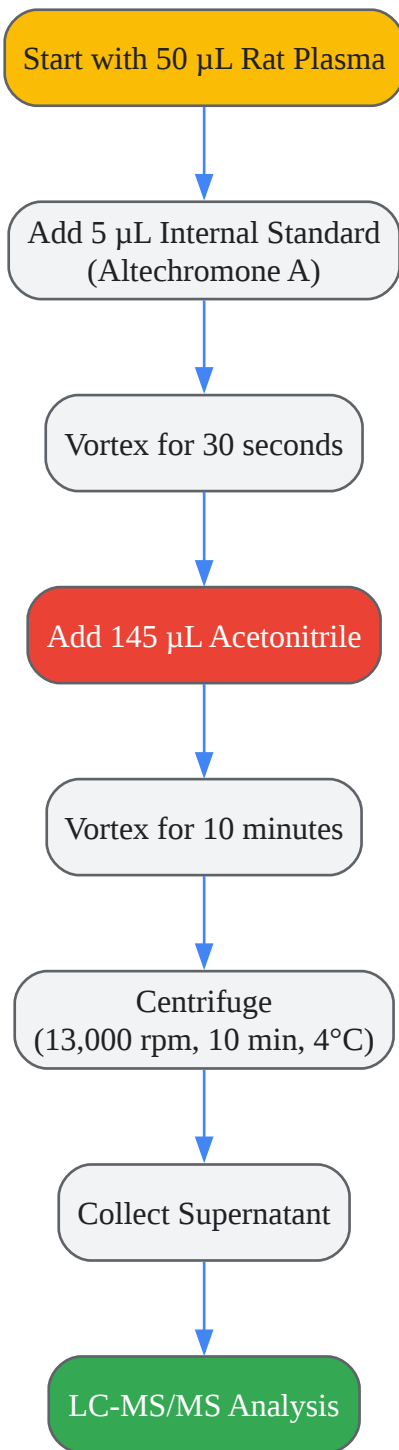 Start with 50 µL Rat Plasma
Add 5 µL Internal Standard
(Altechromone A)
Vortex for 30 seconds
Add 145 µL Acetonitrile
Vortex for 10 minutes
Centrifuge
(13,000 rpm, 10 min, 4°C)
Collect Supernatant
LC-MS/MS Analysis